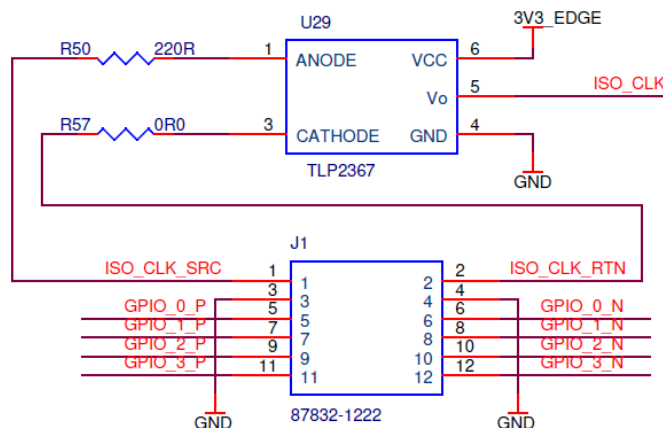 U29
3V3_EDGE
R50 220R 1 ANODE VCC 6
Vo 5 ISO_CLK
R57 0R0 3 CATHODE GND 4
TLP2367
GND
J1
ISO_CLK_SRC 1 1 2 2 ISO_CLK_RTN
3 3 4 4
GPIO_0_P 5 5 6 6 GPIO_0_N
GPIO_1_P 7 7 8 8 GPIO_1_N
GPIO_2_P 9 9 10 10 GPIO_2_N
GPIO_3_P 11 11 12 12 GPIO_3_N
GND 87832-1222 GND